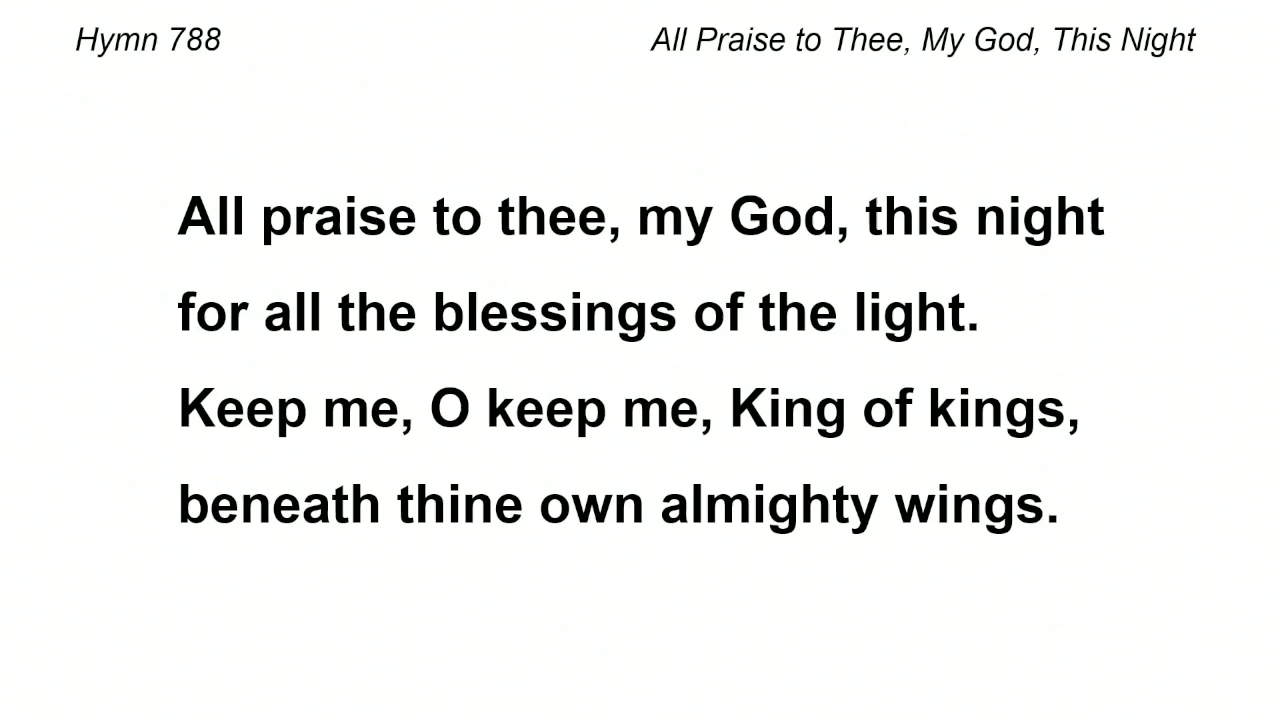 Hymn 788
All Praise to Thee, My God, This Night
All praise to thee, my God, this night
for all the blessings of the light.
Keep me, O keep me, King of kings,
beneath thine own almighty wings.